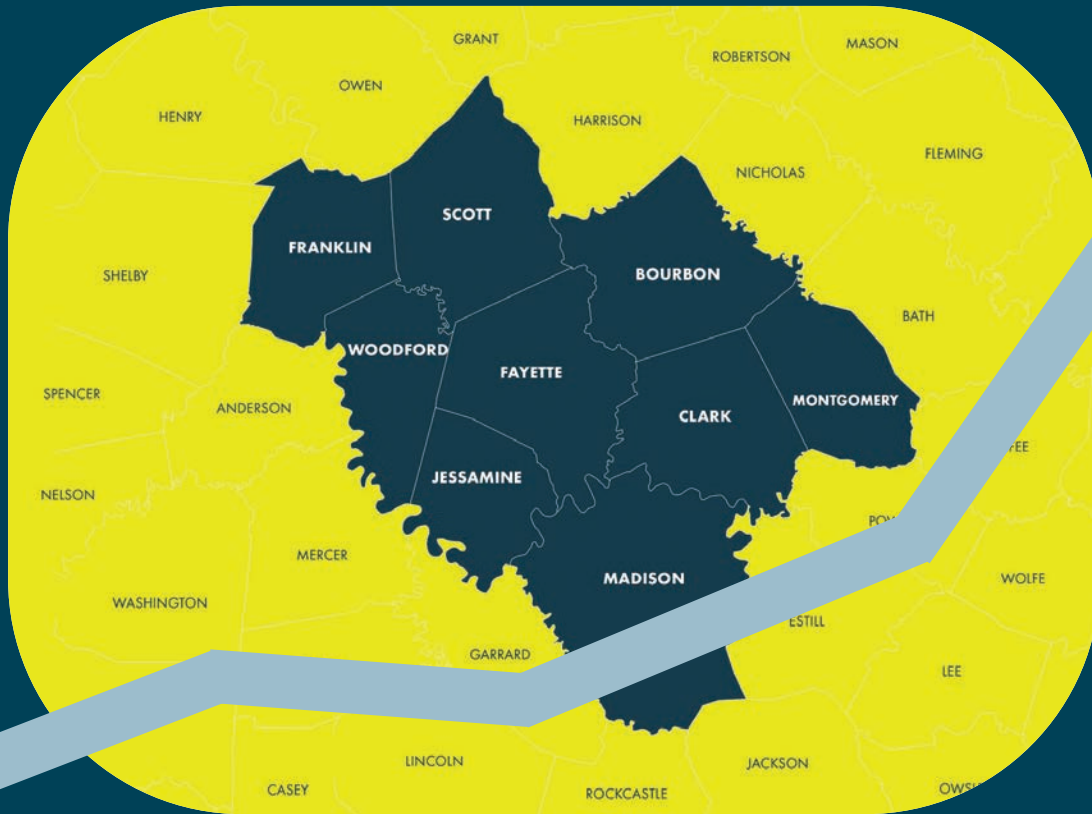 GRANT
MASON
ROBERTSON
OWEN
HENRY
HARRISON
FLEMING
NICHOLAS
SCOTT
FRANKLIN
BOURBON
SHELBY
BATH
WOODFORD
FAYETTE
SPENCER
MONTGOMERY
ANDERSON
CLARK
JESSAMINE
NELSON
MERCER
MADISON
WOLFE
WASHINGTON
ESTILL
GARRARD
LEE
LINCOLN
JACKSON
CASEY
ROCKCASTLE